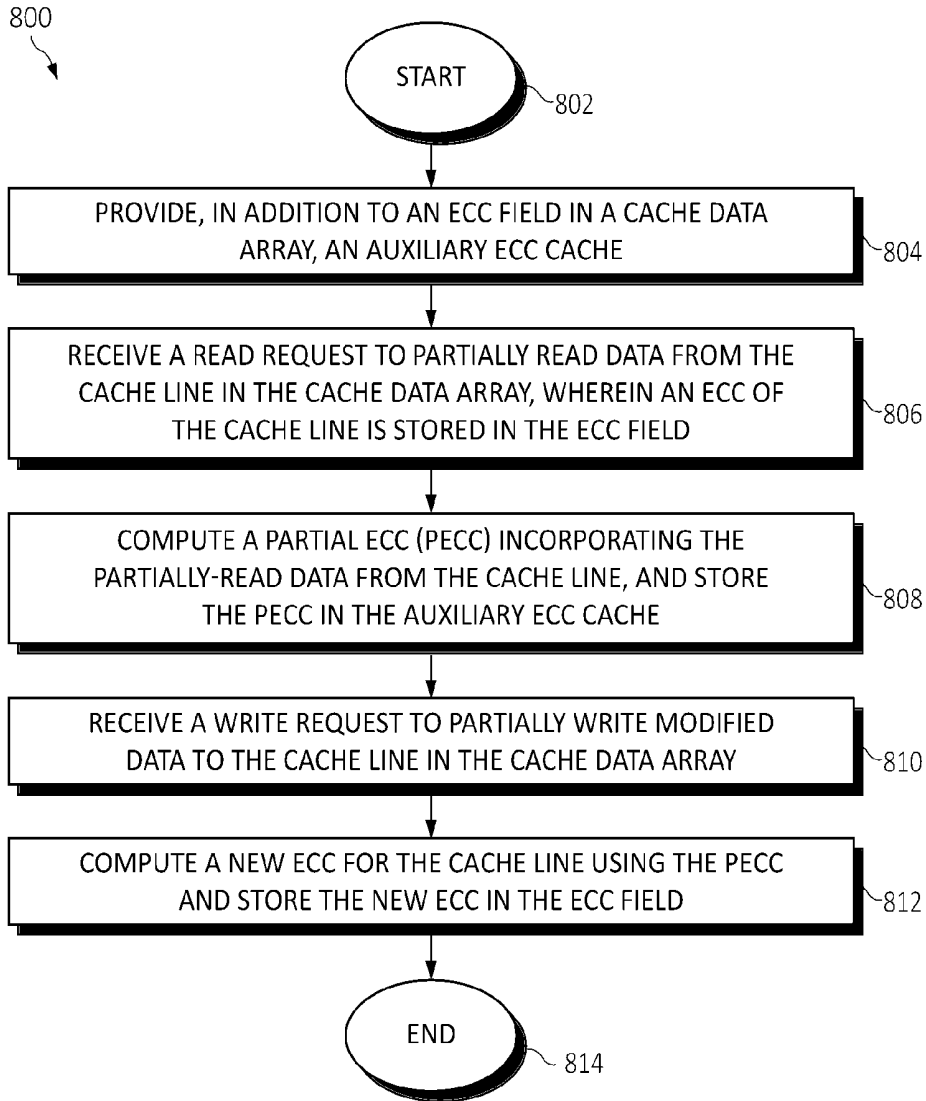 800
START
802
PROVIDE, IN ADDITION TO AN ECC FIELD IN A CACHE DATA
ARRAY, AN AUXILIARY ECC CACHE
804
RECEIVE A READ REQUEST TO PARTIALLY READ DATA FROM THE
CACHE LINE IN THE CACHE DATA ARRAY, WHEREIN AN ECC OF
THE CACHE LINE IS STORED IN THE ECC FIELD
806
COMPUTE A PARTIAL ECC (PECC) INCORPORATING THE
PARTIALLY-READ DATA FROM THE CACHE LINE, AND STORE
THE PECC IN THE AUXILIARY ECC CACHE
808
RECEIVE A WRITE REQUEST TO PARTIALLY WRITE MODIFIED
DATA TO THE CACHE LINE IN THE CACHE DATA ARRAY
810
COMPUTE A NEW ECC FOR THE CACHE LINE USING THE PECC
AND STORE THE NEW ECC IN THE ECC FIELD
812
END
814